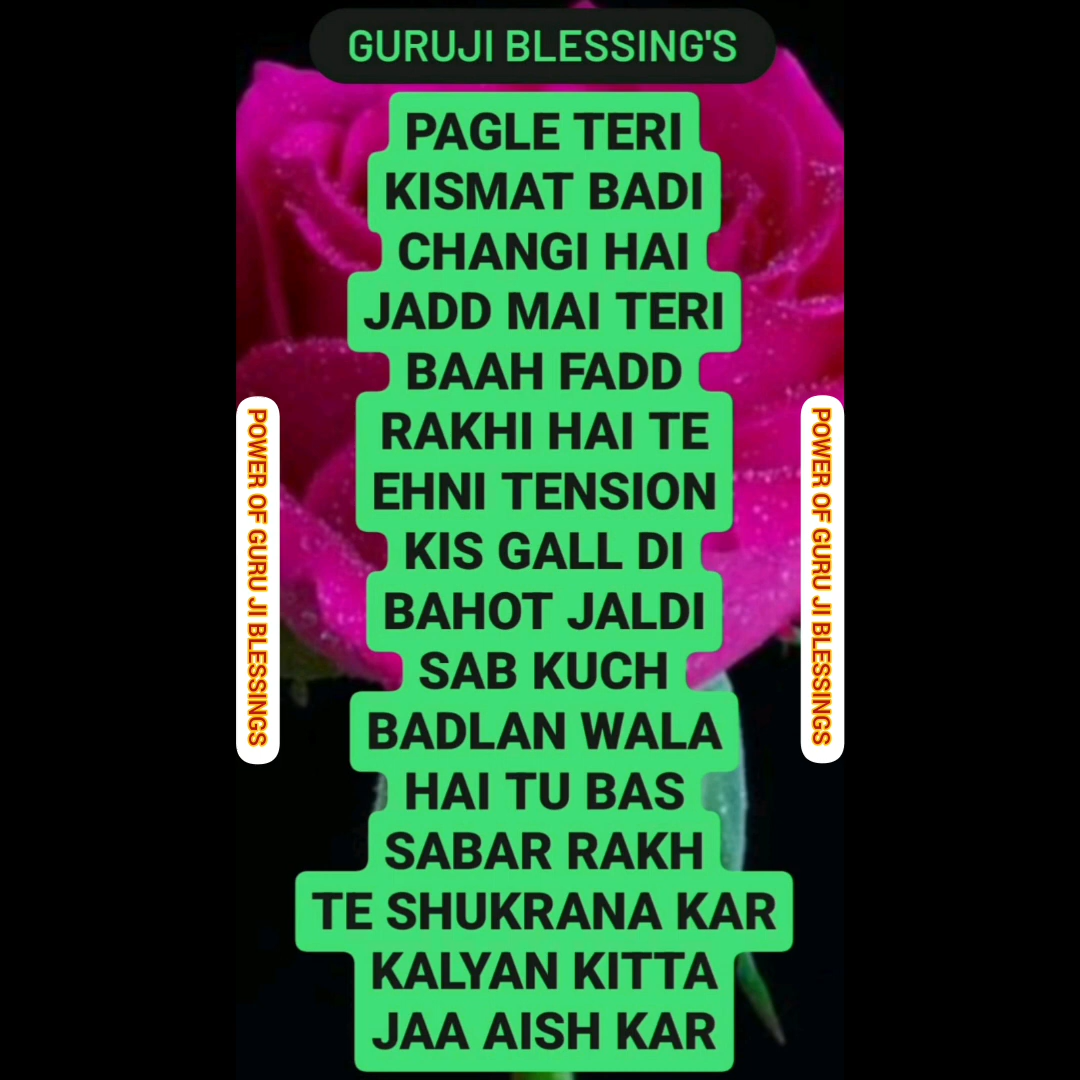 GURUJI BLESSING'S
PAGLE TERI
KISMAT BADI
CHANGI HAI
JADD MAI TERI
BAAH FADD
RAKHI HAI TE
EHNI TENSION
KIS GALL DI
BAHOT JALDI
SAB KUCH
BADLAN WALA
HAI TU BAS
SABAR RAKH
TE SHUKRANA KAR
KALYAN KITTA
JAA AISH KAR
POWER OF GURU JI BLESSINGS
POWER OF GURU JI BLESSINGS